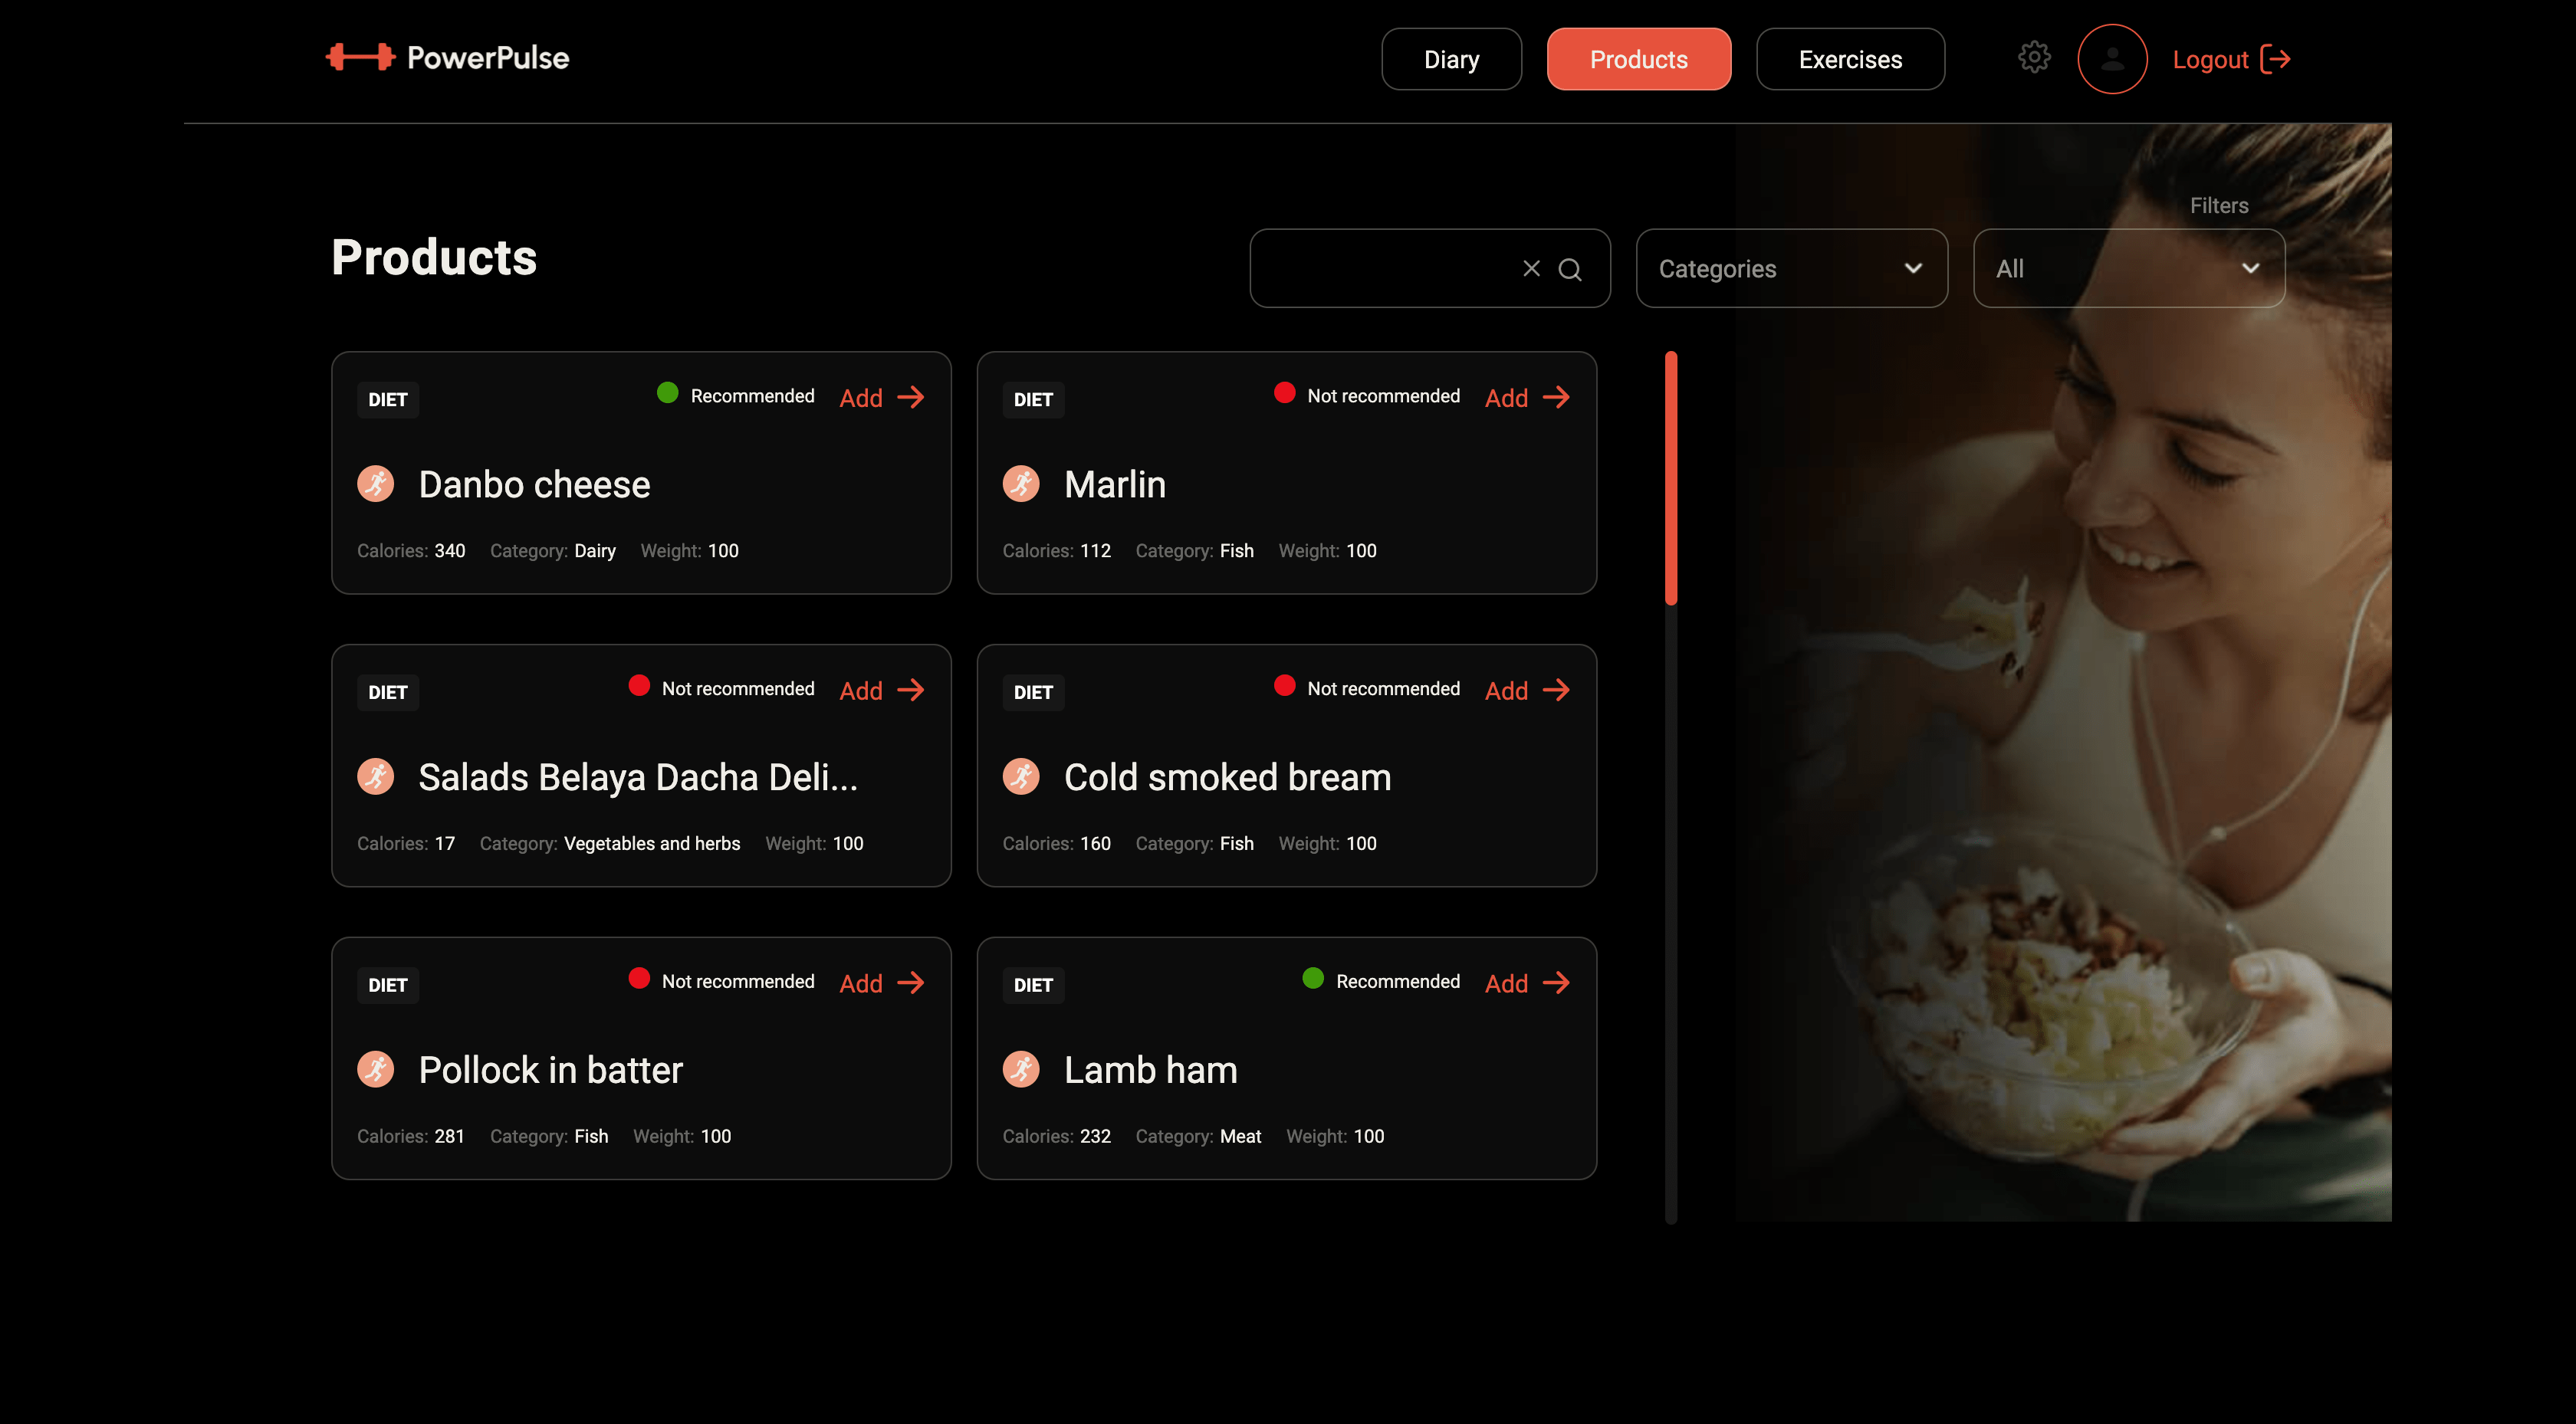 PowerPulse
Diary
Products
Exercises
Logout
Filters
Products
Categories
All
DIET
Recommended
Add
Danbo cheese
Calories: 340 Category: Dairy Weight: 100
DIET
Not recommended
Add
Marlin
Calories: 112 Category: Fish Weight: 100
DIET
Not recommended
Add
Salads Belaya Dacha Deli...
Calories: 17 Category: Vegetables and herbs Weight: 100
DIET
Not recommended
Add
Cold smoked bream
Calories: 160 Category: Fish Weight: 100
DIET
Not recommended
Add
Pollock in batter
Calories: 281 Category: Fish Weight: 100
DIET
Recommended
Add
Lamb ham
Calories: 232 Category: Meat Weight: 100